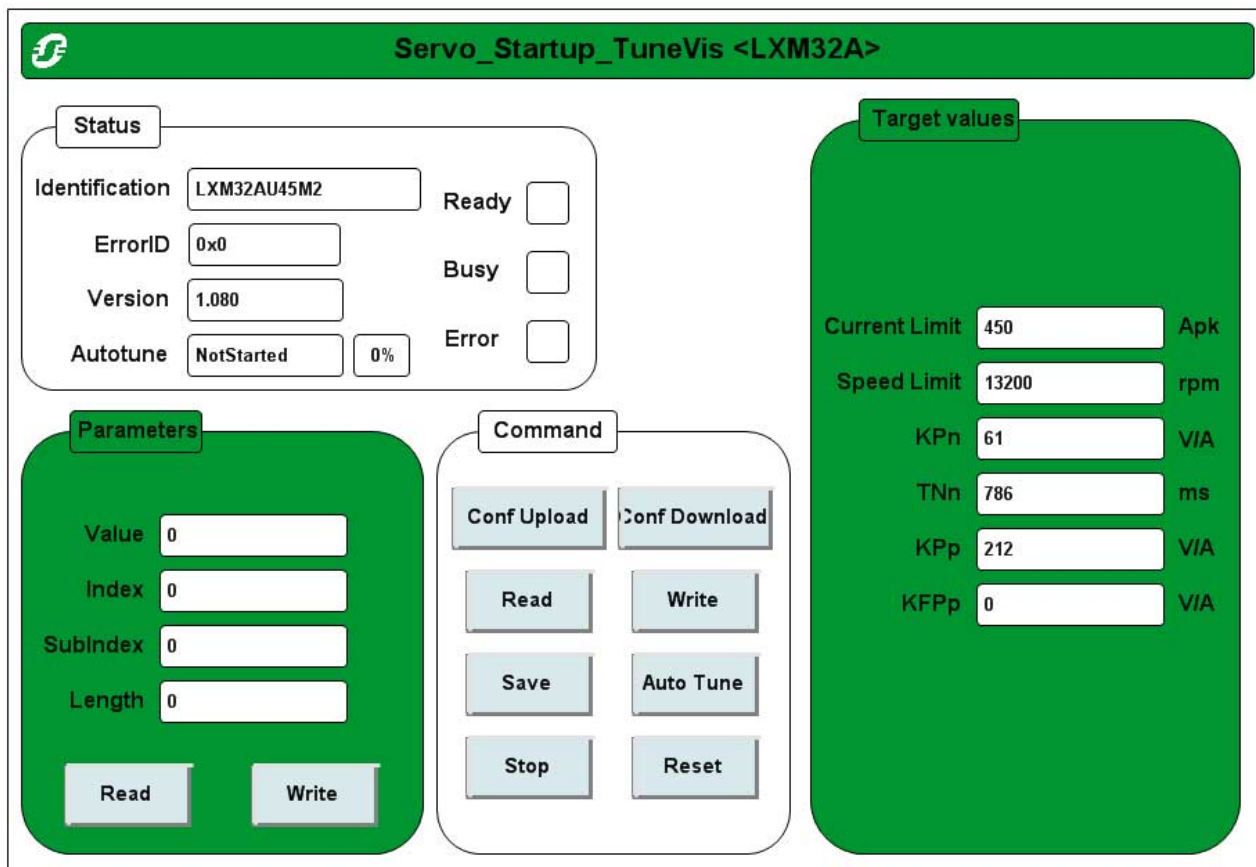 Servo_Startup_TuneVis <LXM32A>
Status
Identification LXM32AU45M2
ErrorID 0x0
Version 1.080
Autotune NotStarted 0%
Ready
Busy
Error
Parameters
Value 0
Index 0
SubIndex 0
Length 0
Read Write
Command
Conf Upload Conf Download
Read Write
Save Auto Tune
Stop Reset
Target values
Current Limit 450 Apk
Speed Limit 13200 rpm
KPn 61 V/A
TNn 786 ms
KPp 212 V/A
KFPp 0 V/A